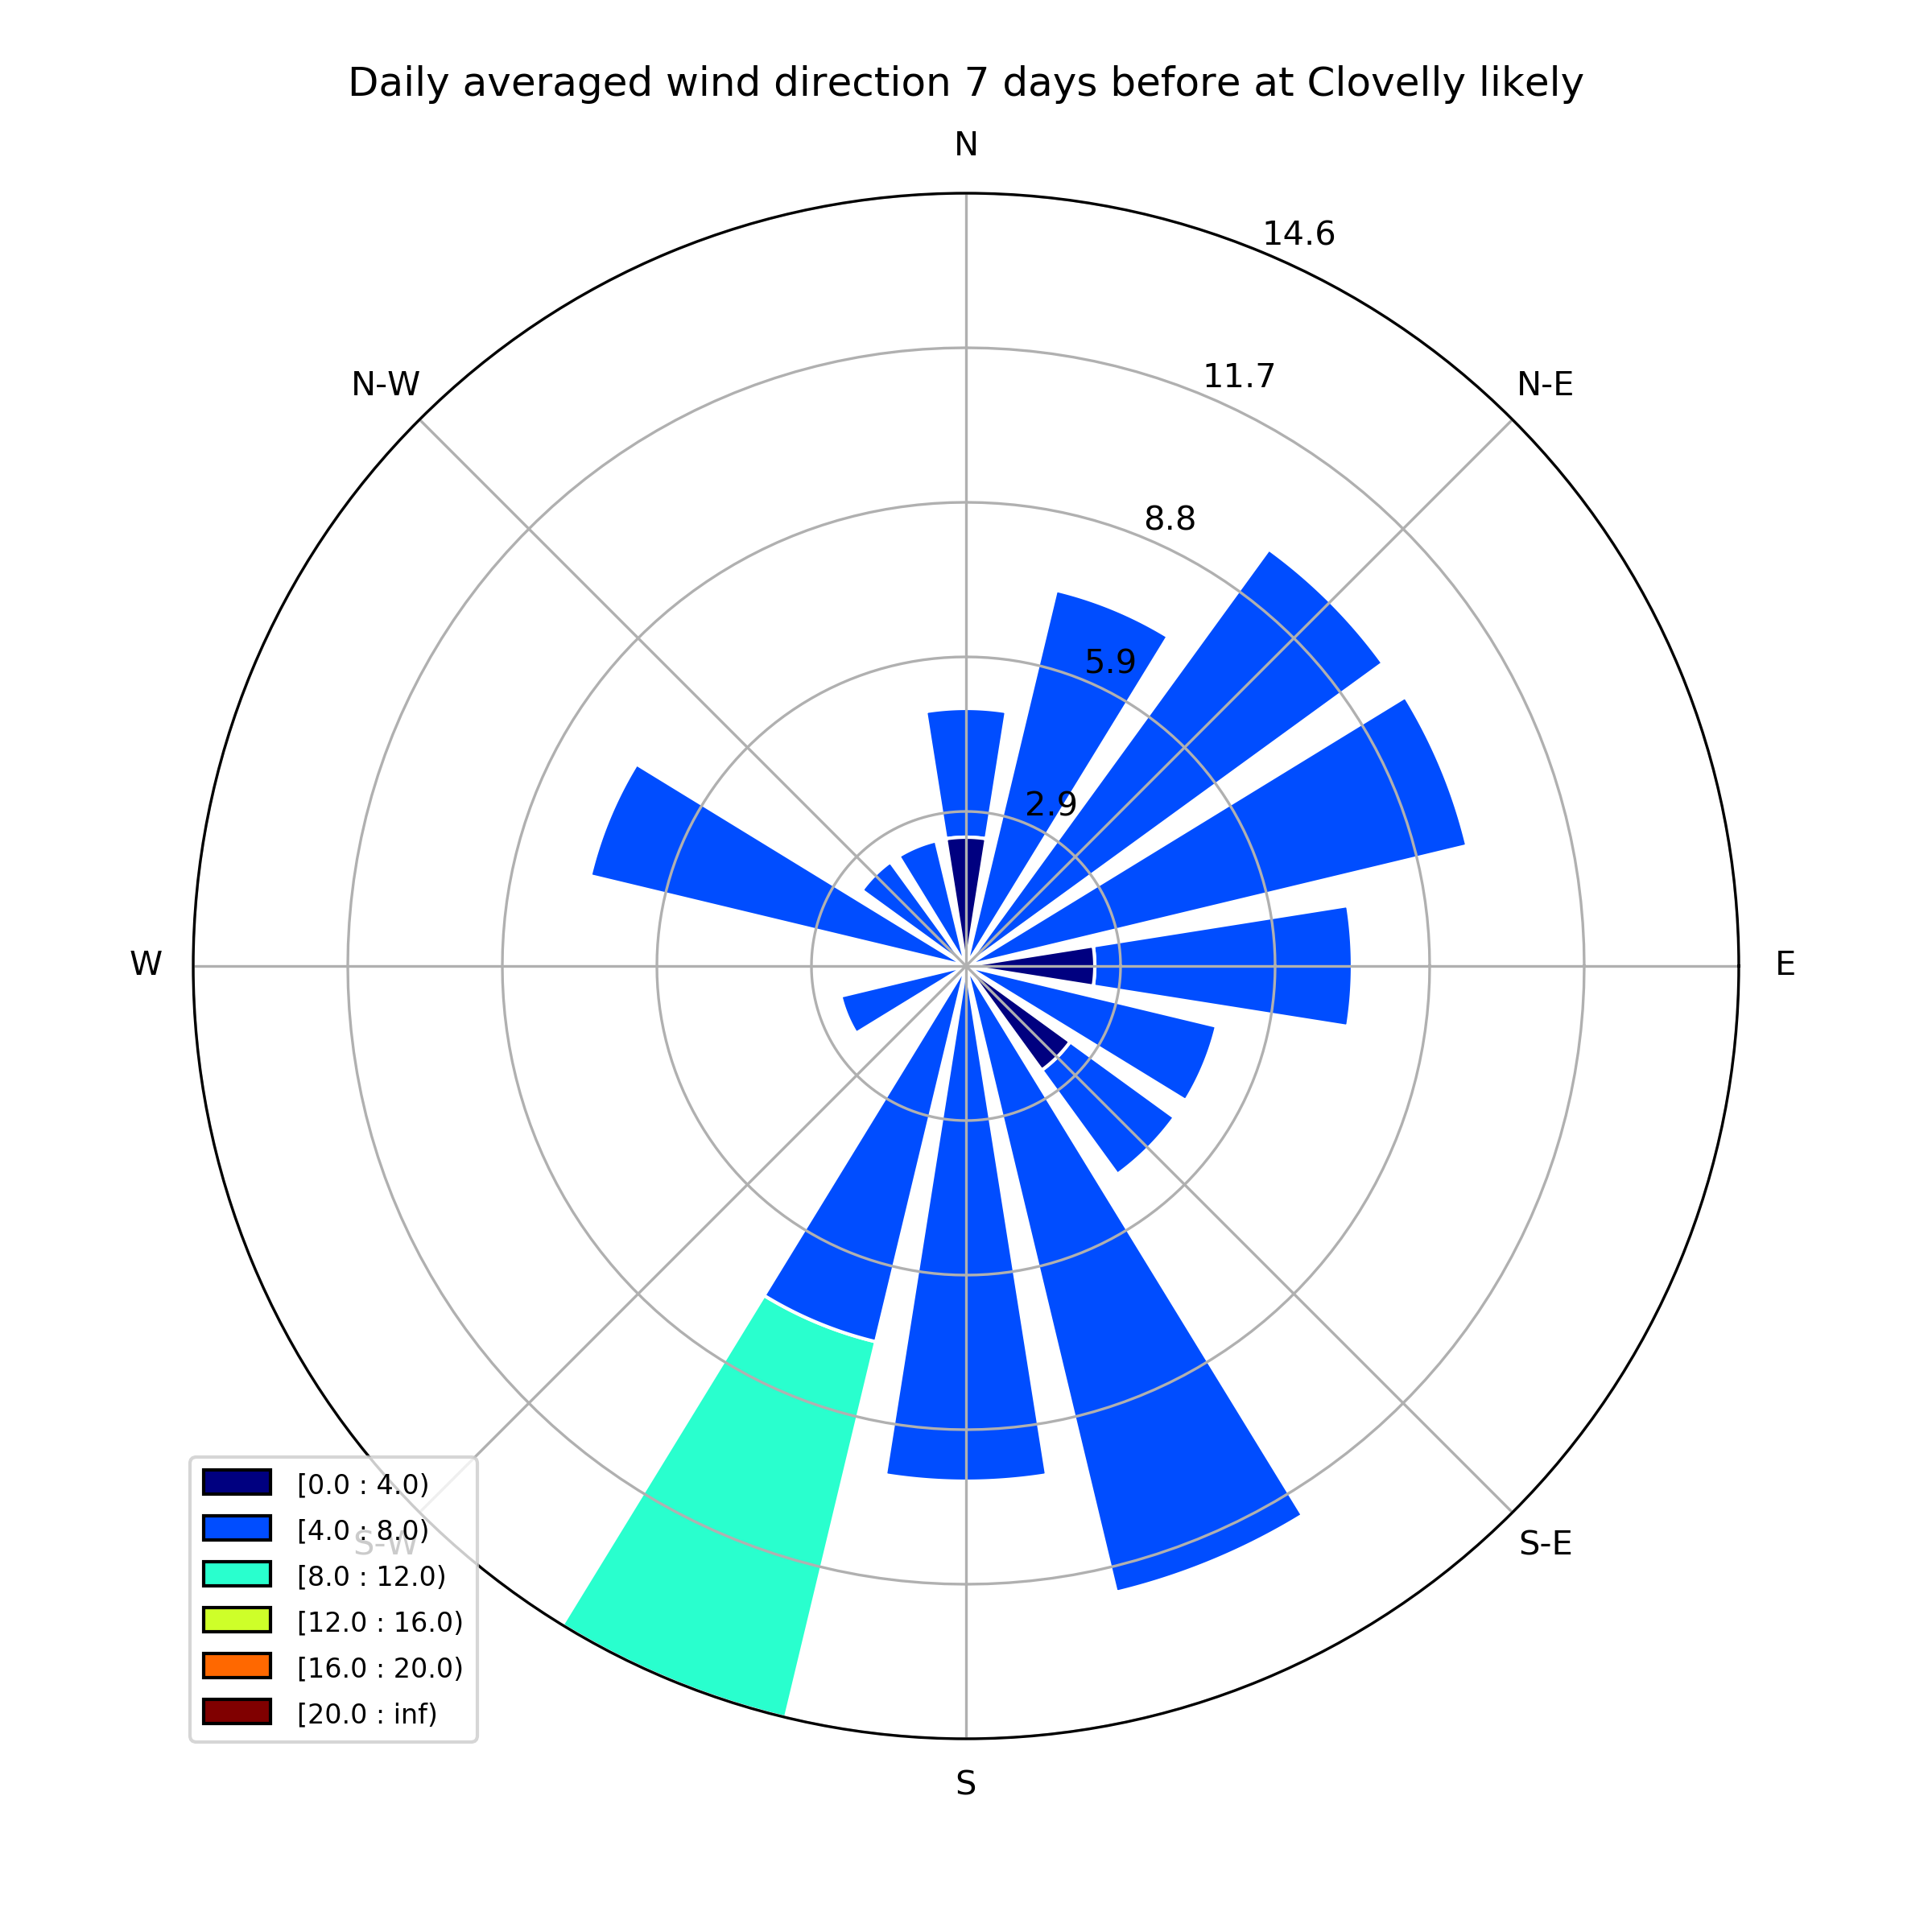 Daily averaged wind direction 7 days before at Clovelly likely
N
14.6
11.7
N-W
N-E
8.8
5.9
2.9
W
E
[0.0 : 4.0)
[4.0 : 8.0)
S-W
S-E
[8.0 : 12.0)
[12.0 : 16.0)
[16.0 : 20.0)
[20.0 : inf)
S